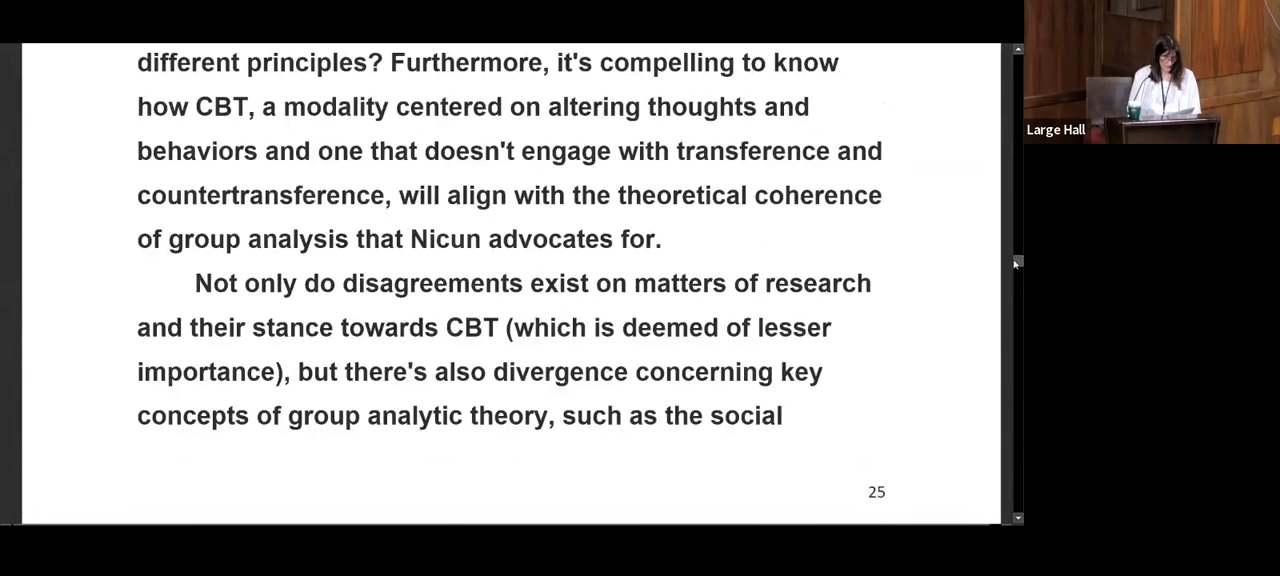 different principles? Furthermore, it's compelling to know
how CBT, a modality centered on altering thoughts and
behaviors and one that doesn't engage with transference and
countertransference, will align with the theoretical coherence
of group analysis that Nicun advocates for.
Not only do disagreements exist on matters of research
and their stance towards CBT (which is deemed of lesser
importance), but there's also divergence concerning key
concepts of group analytic theory, such as the social
25
Large Hall